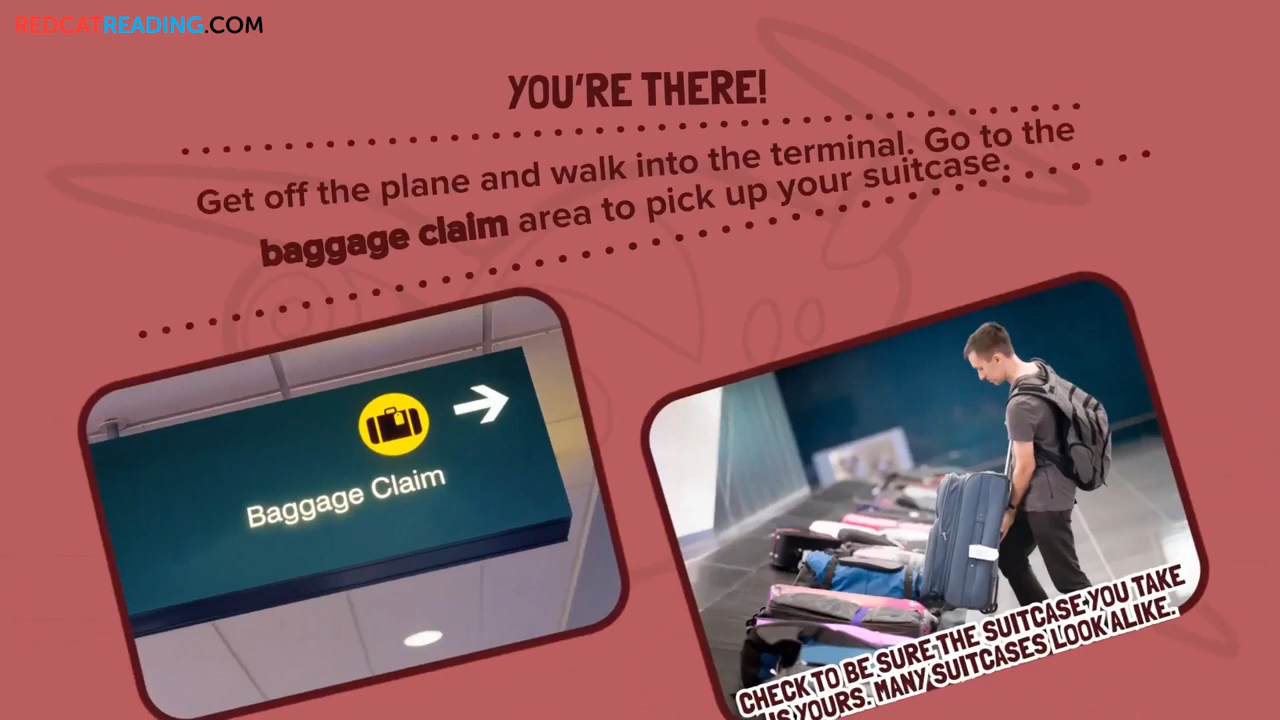 REDCATREADING.COM
YOU'RE THERE!
Get off the plane and walk into the terminal. Go to the
baggage claim area to pick up your suitcase.
Baggage Claim
CHECK TO BE SURE THE SUITCASE YOU TAKE
IS YOURS. MANY SUITCASES LOOK ALIKE.